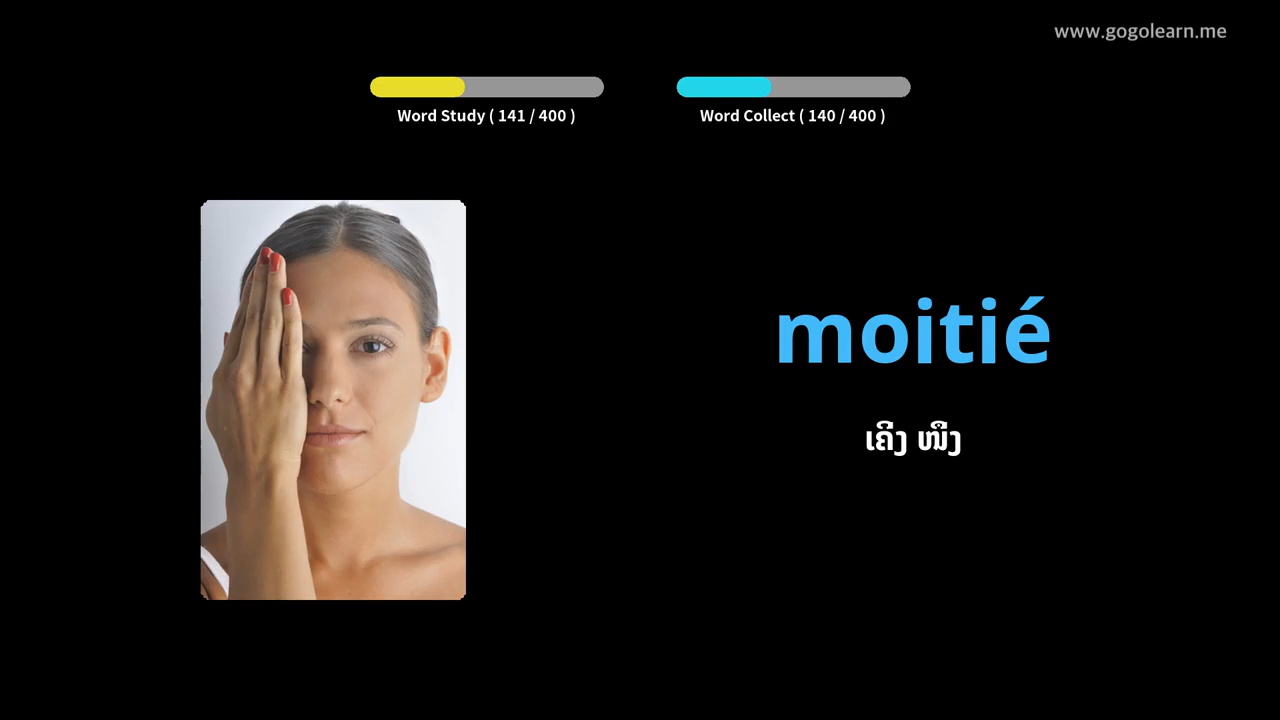 www.gogolearn.me
Word Study ( 141 / 400 )
Word Collect ( 140 / 400 )
moitié
ເຄີງ ໜຶງ